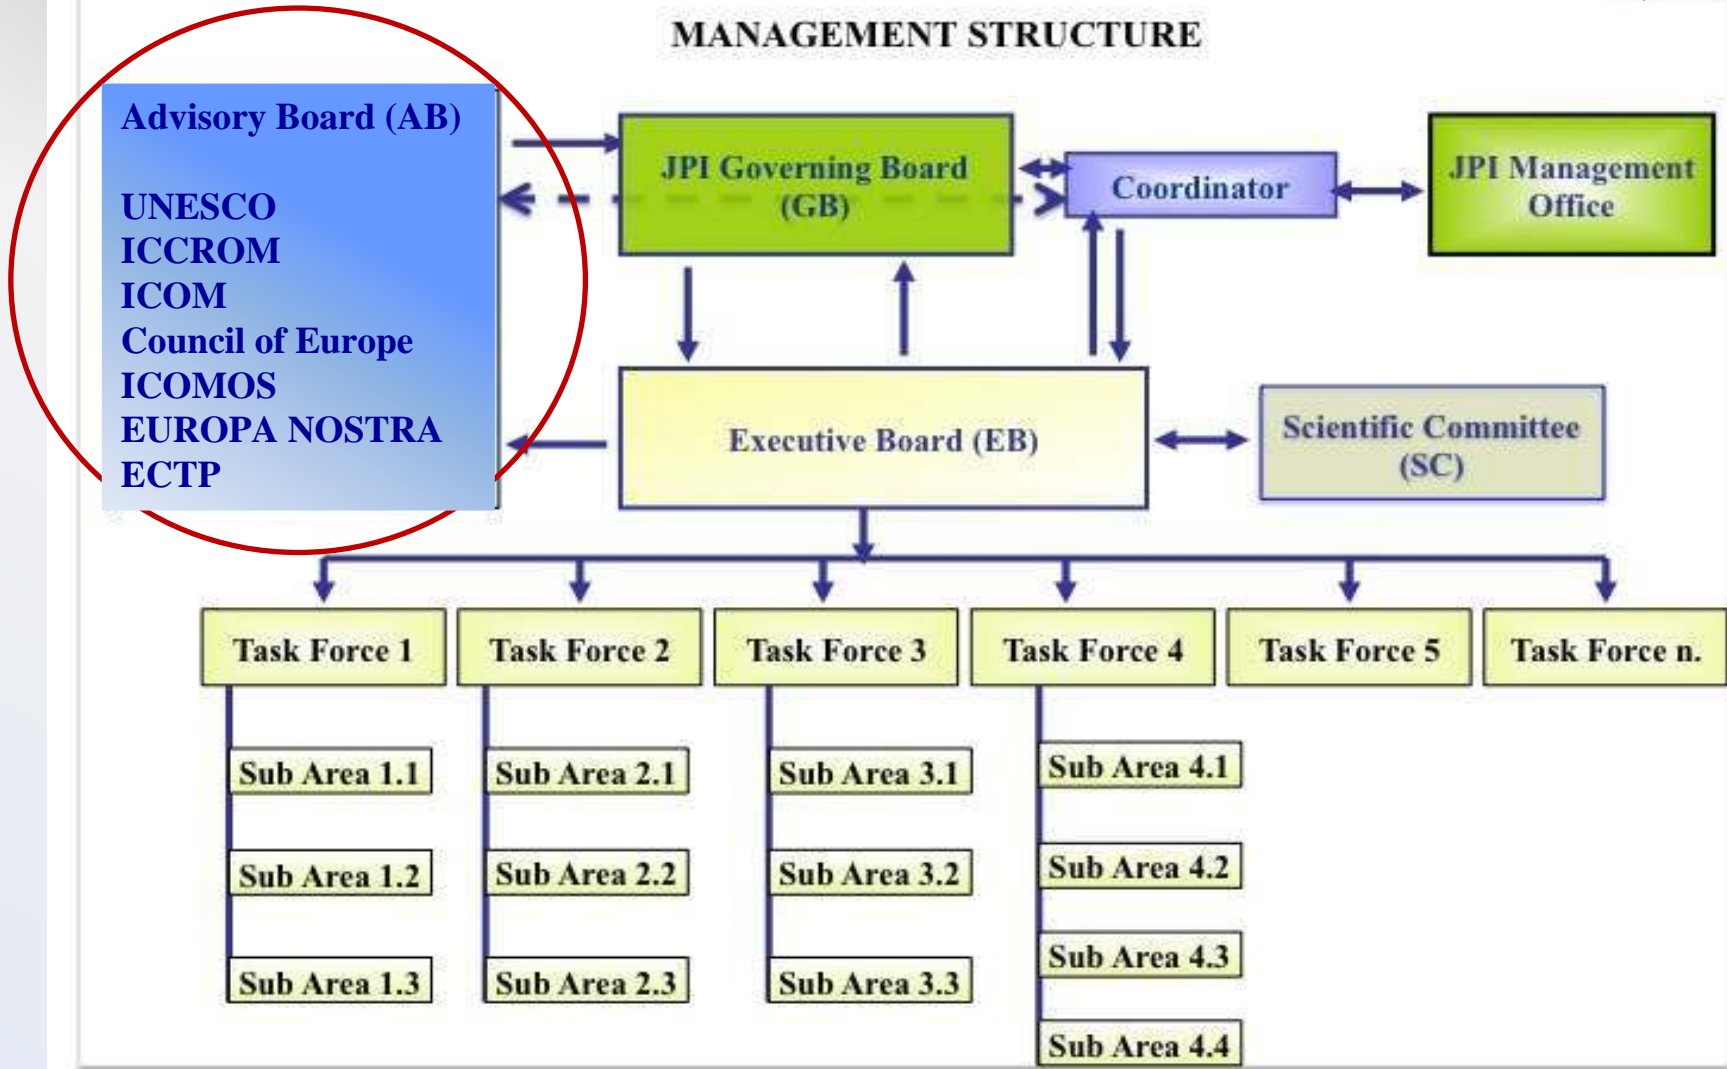 MANAGEMENT STRUCTURE
Advisory Board (AB)
UNESCO
ICCROM
ICOM
Council of Europe
ICOMOS
EUROPA NOSTRA
ECTP
JPI Governing Board
(GB)
Coordinator
JPI Management
Office
Executive Board (EB)
Scientific Committee
(SC)
Task Force 1
Task Force 2
Task Force 3
Task Force 4
Task Force 5
Task Force n.
Sub Area 1.1
Sub Area 1.2
Sub Area 1.3
Sub Area 2.1
Sub Area 2.2
Sub Area 2.3
Sub Area 3.1
Sub Area 3.2
Sub Area 3.3
Sub Area 4.1
Sub Area 4.2
Sub Area 4.3
Sub Area 4.4